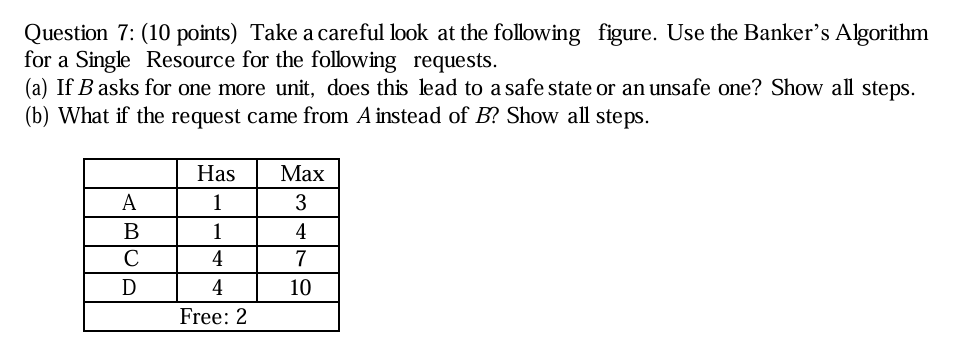 Question 7: (10 points) Take a careful look at the following figure. Use the Banker’s Algorithm
for a Single Resource for the following requests.
(a) If B asks for one more unit, does this lead to a safe state or an unsafe one? Show all steps.
(b) What if the request came from A instead of B? Show all steps.
Has Max
A 1 3
B 1 4
C 4 7
D 4 10
Free: 2